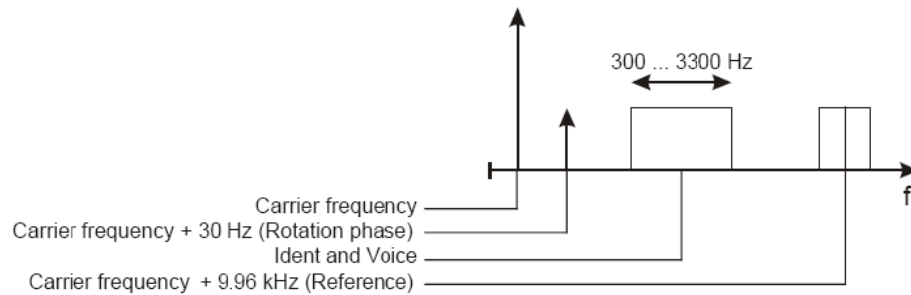 300 ... 3300 Hz
f
Carrier frequency
Carrier frequency + 30 Hz (Rotation phase)
Ident and Voice
Carrier frequency + 9.96 kHz (Reference)